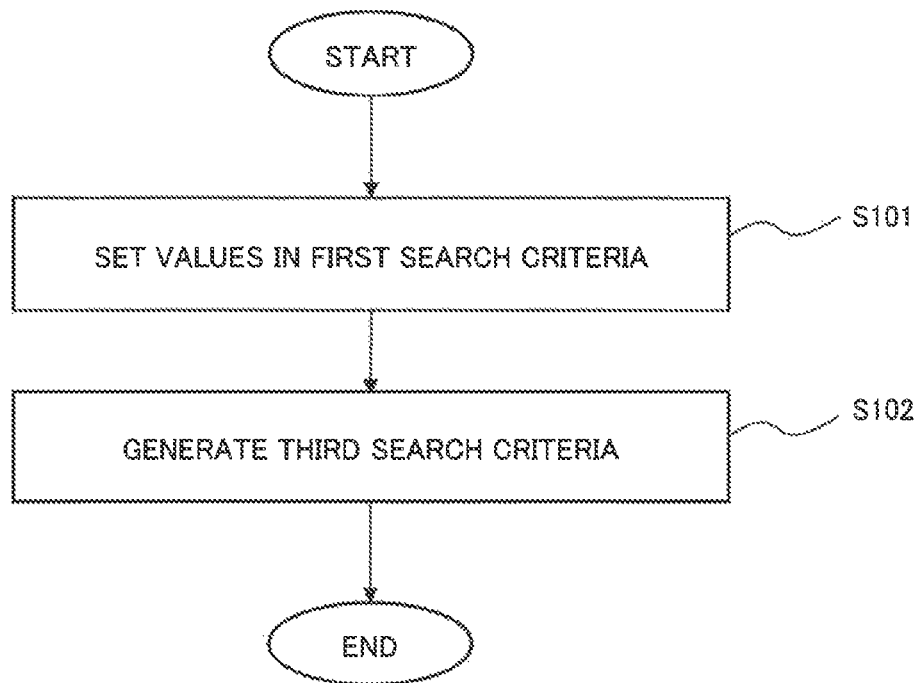 START
SET VALUES IN FIRST SEARCH CRITERIA
S101
GENERATE THIRD SEARCH CRITERIA
S102
END